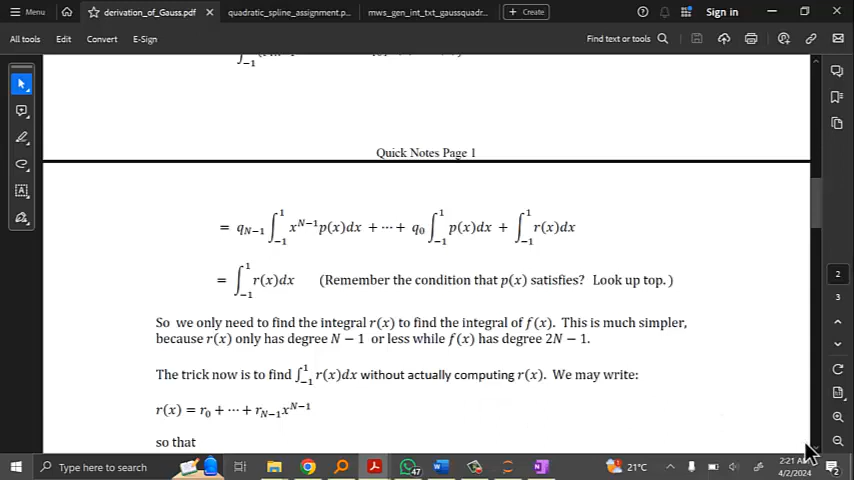 Menu
derivation_of_Gauss.pdf
quadratic_spline_assignment.p...
mws_gen_int_txt_gaussquadr...
+ Create
Sign in
All tools Edit Convert E-Sign
Find text or tools
Quick Notes Page 1
= q_{N−1} ∫_{−1}^{1} x^{N−1}p(x)dx + ⋯ + q_0 ∫_{−1}^{1} p(x)dx + ∫_{−1}^{1} r(x)dx
= ∫_{−1}^{1} r(x)dx (Remember the condition that p(x) satisfies? Look up top.)
So we only need to find the integral r(x) to find the integral of f(x). This is much simpler,
because r(x) only has degree N − 1 or less while f(x) has degree 2N − 1.
The trick now is to find ∫_{−1}^{1} r(x)dx without actually computing r(x). We may write:
r(x) = r_0 + ⋯ + r_{N−1}x^{N−1}
so that
2
3
Type here to search
47
21°C
2:21 AM
4/2/2024
2